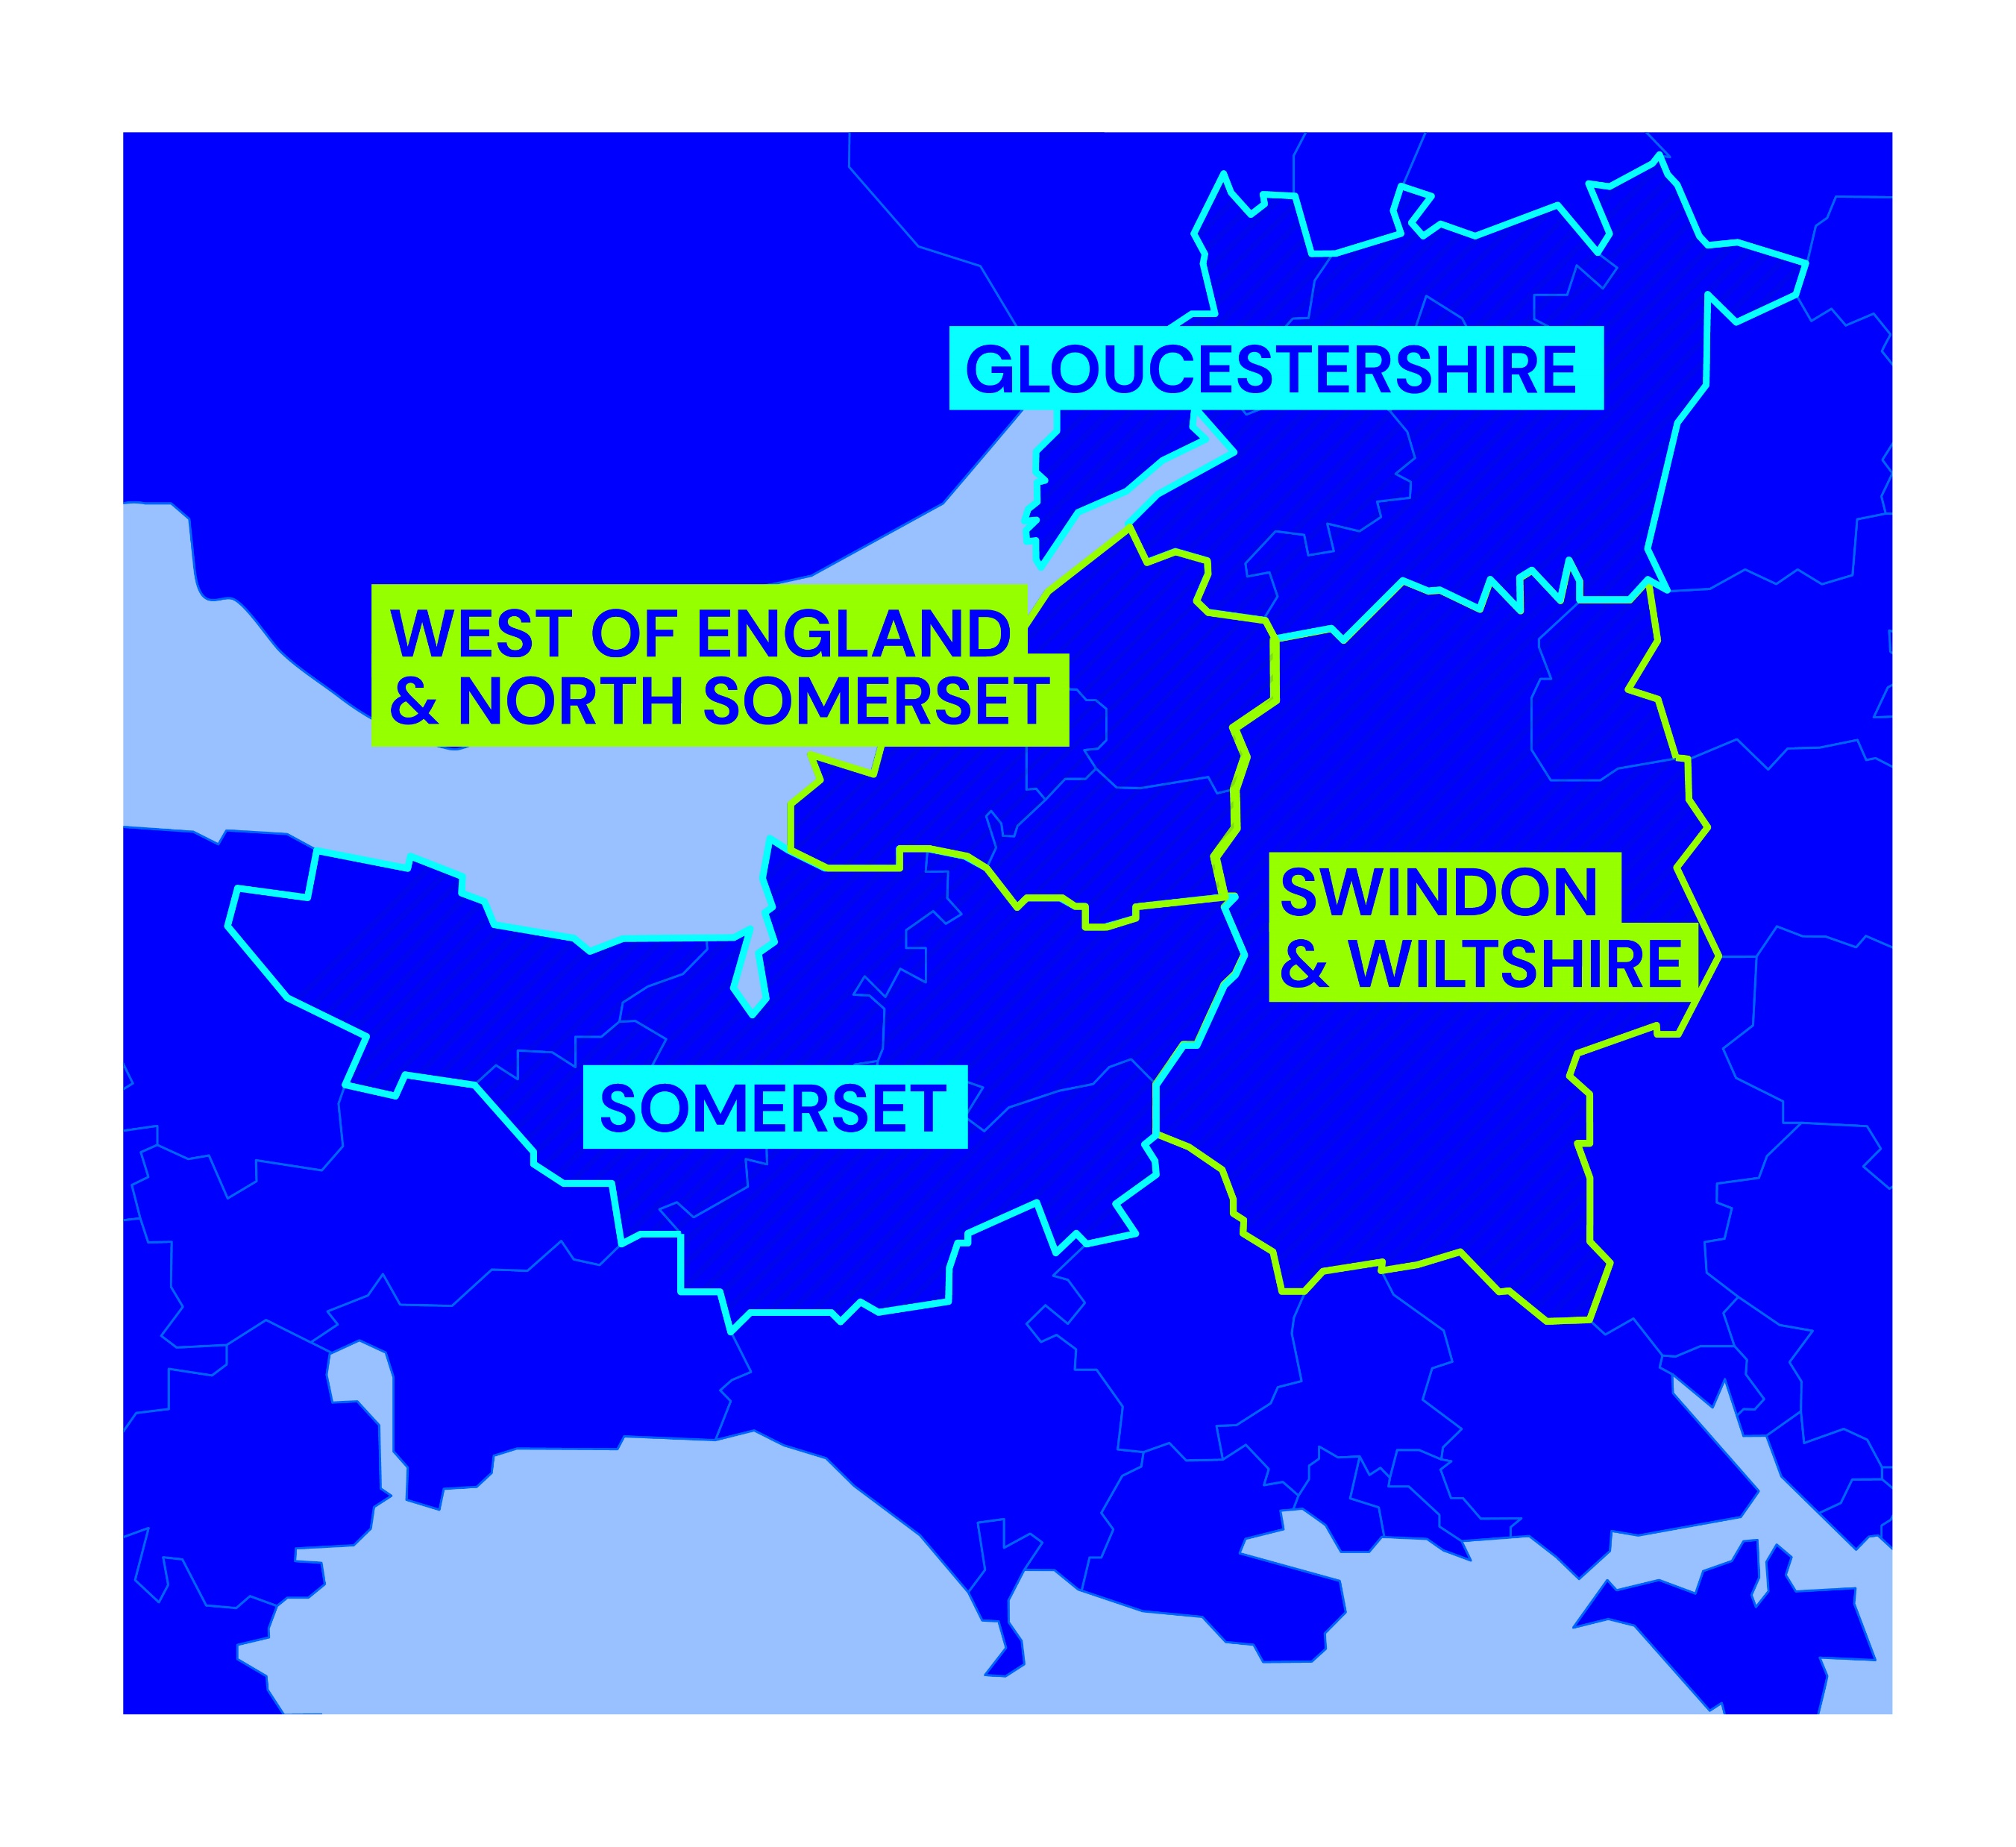 GLOUCESTERSHIRE
WEST OF ENGLAND
& NORTH SOMERSET
SWINDON
& WILTSHIRE
SOMERSET